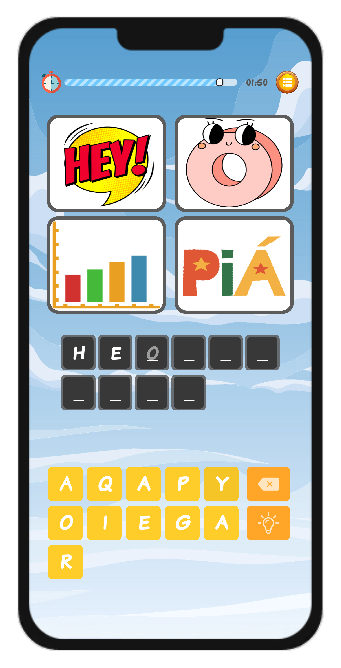 01:50
HEY!
PiÁ
H E O _ _ _
_ _ _ _
A Q A P Y
O I E G A
R